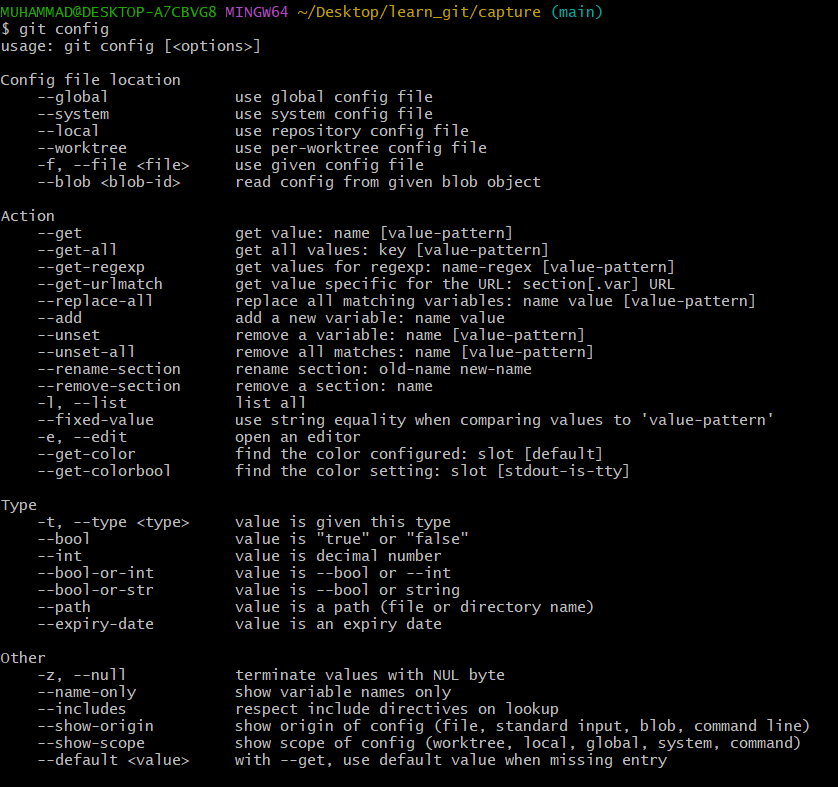 MUHAMMAD@DESKTOP-A7CBVG8 MINGW64 ~/Desktop/learn_git/capture (main)
$ git config
usage: git config [<options>]

Config file location
    --global              use global config file
    --system              use system config file
    --local               use repository config file
    --worktree            use per-worktree config file
    -f, --file <file>     use given config file
    --blob <blob-id>      read config from given blob object

Action
    --get                 get value: name [value-pattern]
    --get-all             get all values: key [value-pattern]
    --get-regexp          get values for regexp: name-regex [value-pattern]
    --get-urlmatch        get value specific for the URL: section[.var] URL
    --replace-all         replace all matching variables: name value [value-pattern]
    --add                 add a new variable: name value
    --unset               remove a variable: name [value-pattern]
    --unset-all           remove all matches: name [value-pattern]
    --rename-section      rename section: old-name new-name
    --remove-section      remove a section: name
    -l, --list            list all
    --fixed-value         use string equality when comparing values to 'value-pattern'
    -e, --edit            open an editor
    --get-color           find the color configured: slot [default]
    --get-colorbool       find the color setting: slot [stdout-is-tty]

Type
    -t, --type <type>     value is given this type
    --bool                value is "true" or "false"
    --int                 value is decimal number
    --bool-or-int         value is --bool or --int
    --bool-or-str         value is --bool or string
    --path                value is a path (file or directory name)
    --expiry-date         value is an expiry date

Other
    -z, --null            terminate values with NUL byte
    --name-only           show variable names only
    --includes            respect include directives on lookup
    --show-origin         show origin of config (file, standard input, blob, command line)
    --show-scope          show scope of config (worktree, local, global, system, command)
    --default <value>     with --get, use default value when missing entry